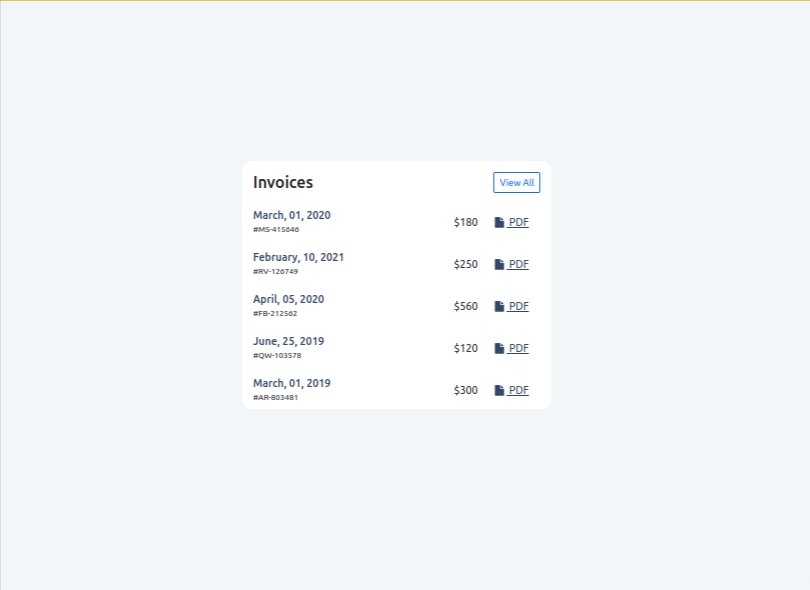 Invoices View All
March, 01, 2020
#MS-415646
$180 PDF
February, 10, 2021
#RV-126749
$250 PDF
April, 05, 2020
#FB-212562
$560 PDF
June, 25, 2019
#QW-103578
$120 PDF
March, 01, 2019
#AR-803481
$300 PDF